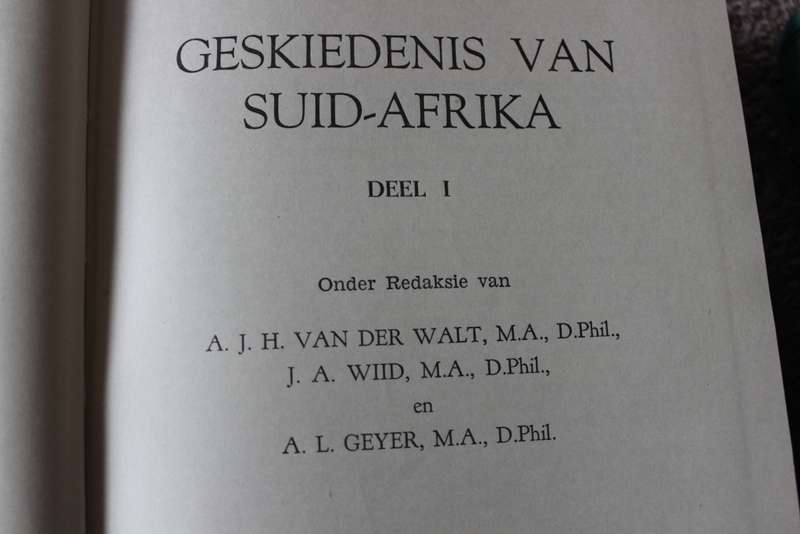 GESKIEDENIS VAN
SUID-AFRIKA
DEEL I
Onder Redaksie van
A. J. H. VAN DER WALT, M.A., D.Phil.,
J. A. WIID, M.A., D.Phil.,
en
A. L. GEYER, M.A., D.Phil.